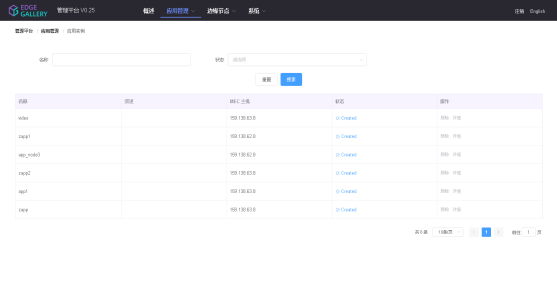 EDGE GALLERY 管理平台 V0.25 概述 应用管理 边缘节点 系统 注销 English
管理平台 / 应用管理 / 应用实例
名称 状态 请选择
重置 搜索
名称 描述 MEC 主机 状态 操作
video 159.138.63.8 Created 删除 详情
zapp1 159.138.62.8 Created 删除 详情
app_node3 159.138.62.8 Created 删除 详情
zapp2 159.138.63.8 Created 删除 详情
app1 159.138.63.8 Created 删除 详情
159.138.63.8 Created 删除 详情
共 6 条 10条/页 1 前往 1 页